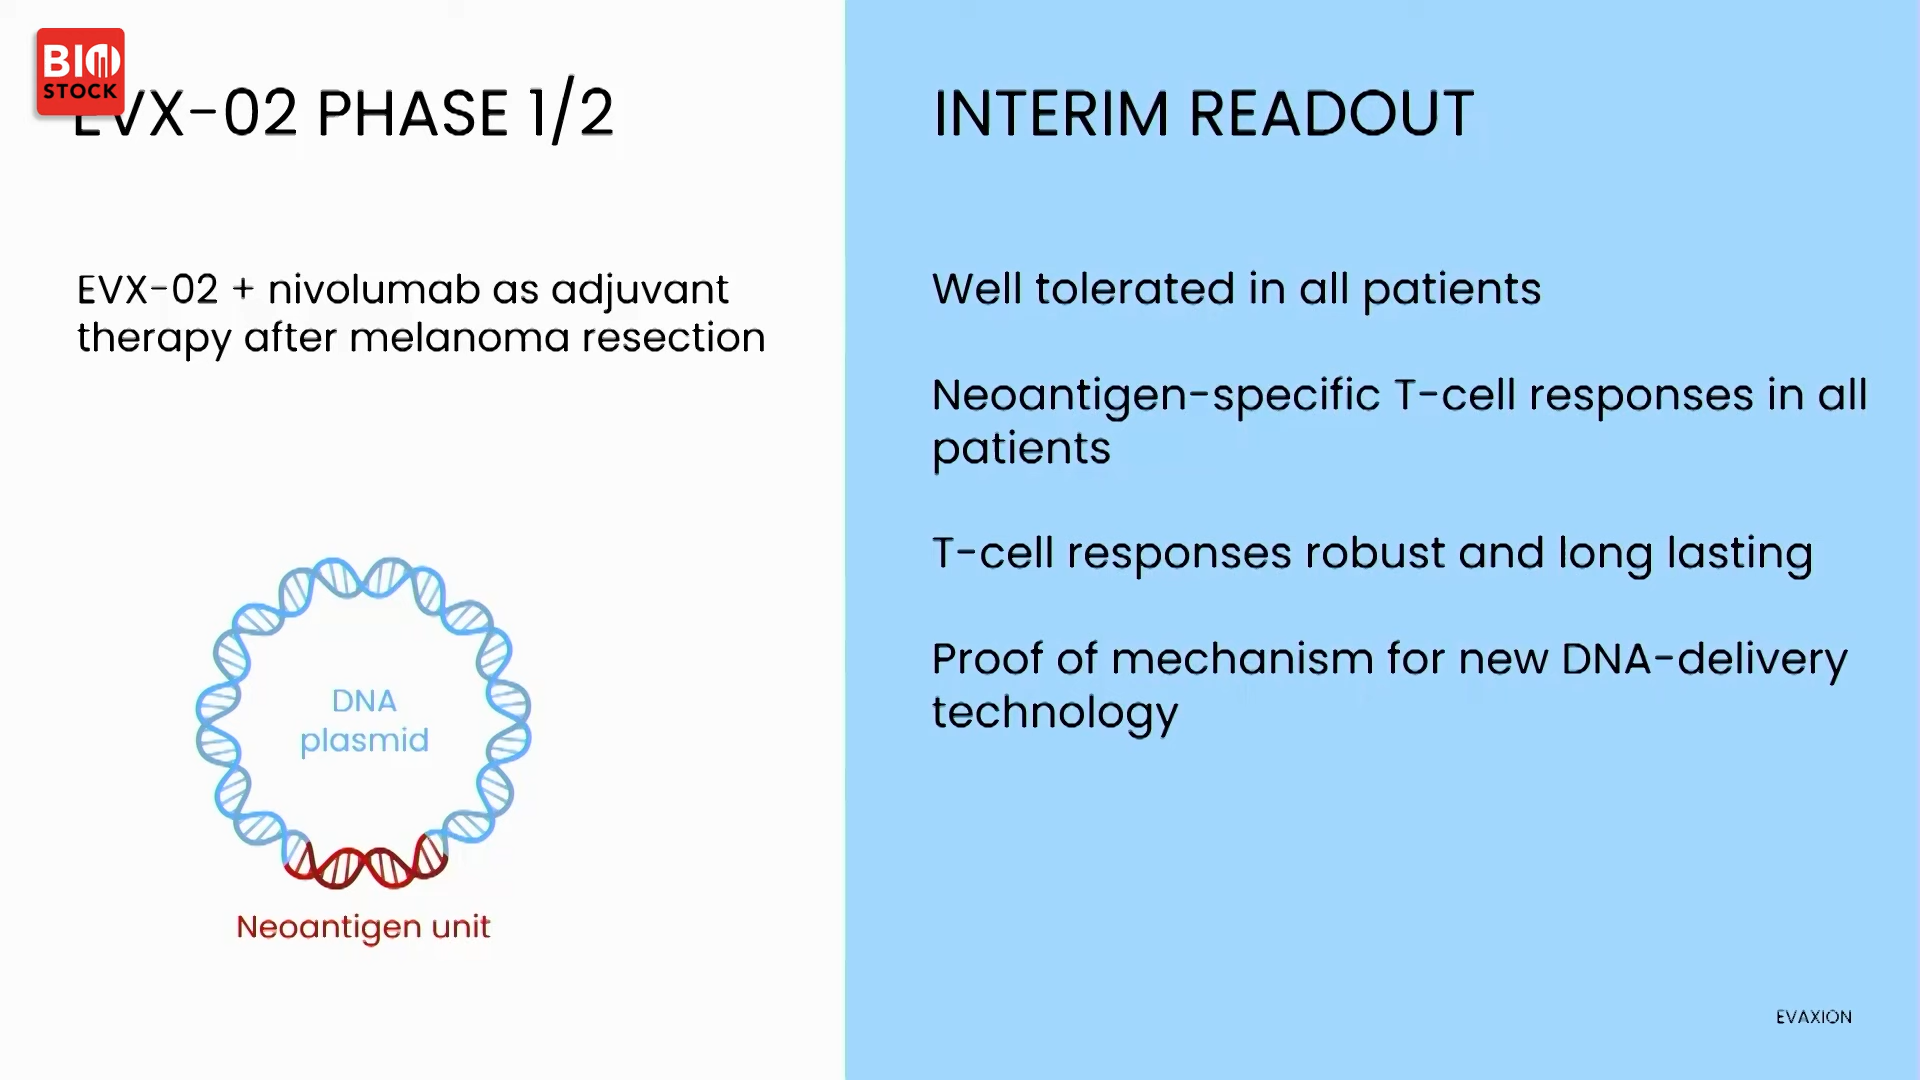 BIO
STOCK
EVX-02 PHASE 1/2
EVX-02 + nivolumab as adjuvant
therapy after melanoma resection
DNA
plasmid
Neoantigen unit
INTERIM READOUT
Well tolerated in all patients
Neoantigen-specific T-cell responses in all
patients
T-cell responses robust and long lasting
Proof of mechanism for new DNA-delivery
technology
EVAXION